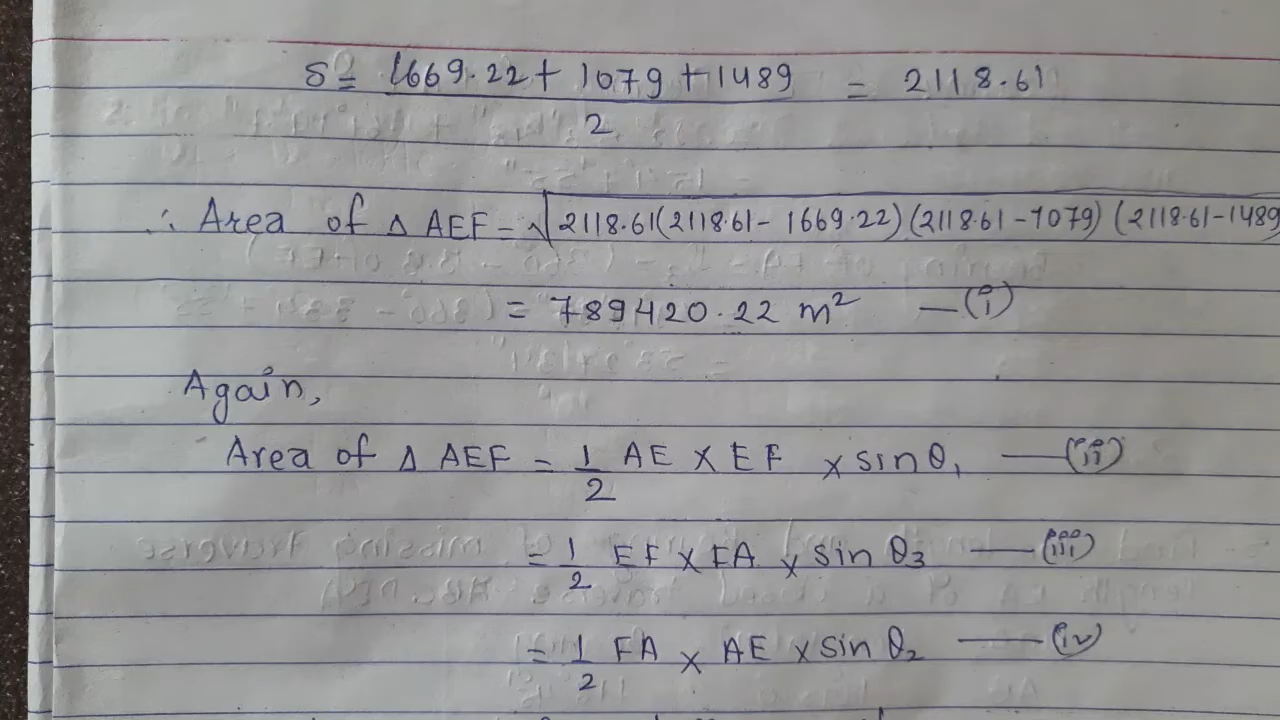 S = 1669.22 + 1079 + 1489 / 2 = 2118.61
∴ Area of △ AEF = √2118.61(2118.61 - 1669.22)(2118.61 - 1079)(2118.61 - 1489
= 789420.22 m² —(i)
Again,
Area of △ AEF = 1/2 AE × EF × sinθ₁ —(ii)
= 1/2 EF × FA × sin θ₃ —(iii)
= 1/2 FA × AE × sin θ₂ —(iv)